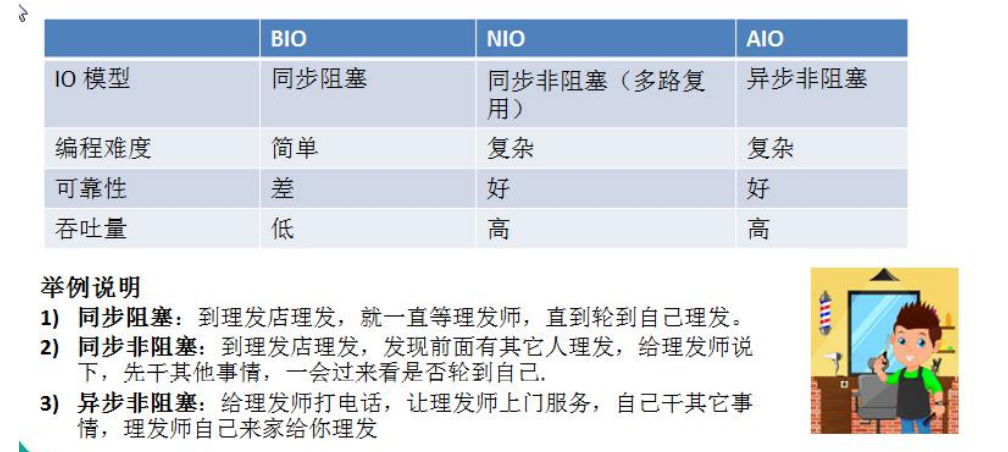 BIO NIO AIO
IO 模型 同步阻塞 同步非阻塞（多路复用） 异步非阻塞
编程难度 简单 复杂 复杂
可靠性 差 好 好
吞吐量 低 高 高
举例说明
1) 同步阻塞：到理发店理发，就一直等理发师，直到轮到自己理发。
2) 同步非阻塞：到理发店理发，发现前面有其它人理发，给理发师说
下，先干其他事情，一会过来看是否轮到自己.
3) 异步非阻塞：给理发师打电话，让理发师上门服务，自己干其它事
情，理发师自己来家给你理发